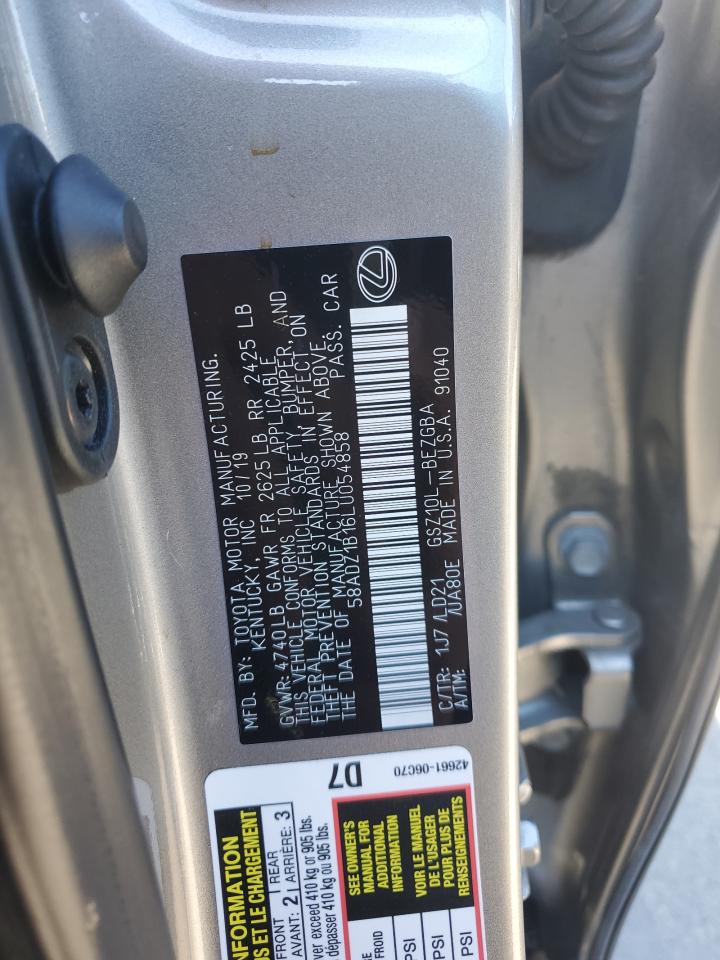 MFD. BY: TOYOTA MOTOR MANUFACTURING.
KENTUCKY, INC 10/19
GVWR: 4740LB GAWR FR 2625LB RR 2425 LB
THIS VEHICLE CONFORMS TO ALL APPLICABLE
FEDERAL MOTOR VEHICLE SAFETY, BUMPER, AND
THEFT PREVENTION STANDARDS IN EFFECT ON
THE DATE OF MANUFACTURE SHOWN ABOVE.
58ADZ1B16LU054858 PASS. CAR
C/TR: 1J7 /LD21 GSZ10L-BEZGBA
A/TM: /UA80E MADE IN U.S.A. 91040
D7
42661-06C70
INFORMATION
ET LE CHARGEMENT
FRONT
AVANT: 2
REAR
ARRIÈRE: 3
ver exceed 410 kg or 905 lbs.
dépasser 410 kg ou 905 lbs.
SEE OWNER'S
MANUAL FOR
ADDITIONAL
INFORMATION
VOIR LE MANUEL
DE L'USAGER
POUR PLUS DE
RENSEIGNEMENTS
FROID
PSI
PSI
PSI